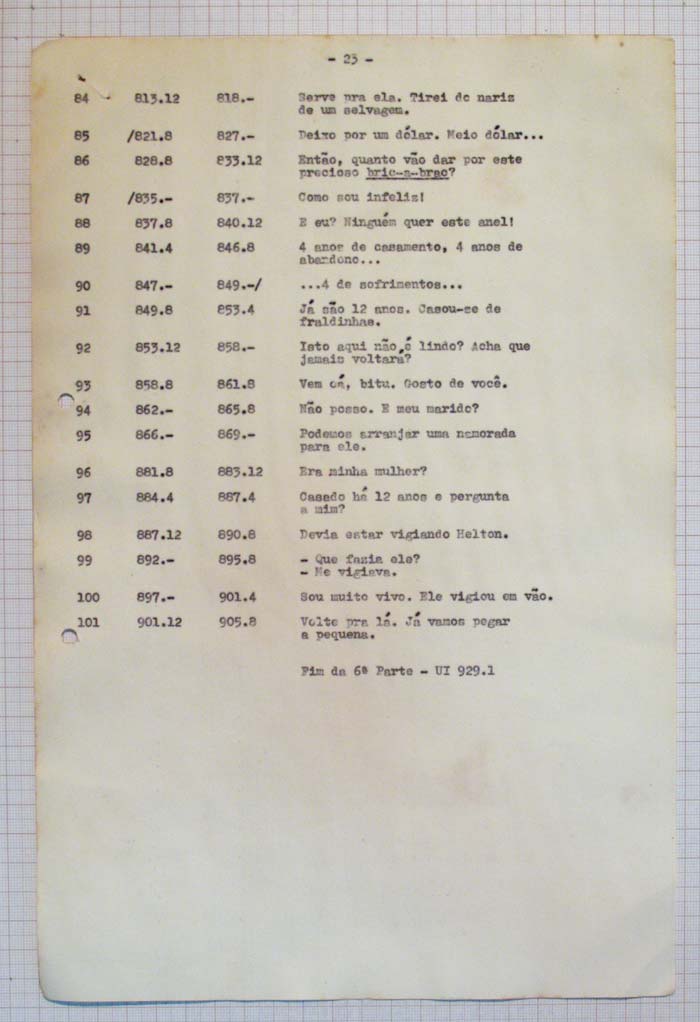 - 23 -
84 813.12 818.- Serve pra ela. Tirei do nariz
de um selvagem.
85 /821.8 827.- Deixo por um dólar. Meio dólar...
86 828.8 833.12 Então, quanto vão dar por este
precioso bric-a-brac?
87 /835.- 837.- Como sou infeliz!
88 837.8 840.12 E eu? Ninguém quer este anel!
89 841.4 846.8 4 anos de casamento, 4 anos de
abandono...
90 847.- 849.-/ ...4 de sofrimentos...
91 849.8 853.4 Já são 12 anos. Casou-se de
fraldinhas.
92 853.12 858.- Isto aqui não é lindo? Acha que
jamais voltará?
93 858.8 861.8 Vem cá, bitu. Gosto de você.
94 862.- 865.8 Não posso. E meu marido?
95 866.- 869.- Podemos arranjar uma namorada
para ele.
96 881.8 883.12 Era minha mulher?
97 884.4 887.4 Casado há 12 anos e pergunta
a mim?
98 887.12 890.8 Devia estar vigiando Helton.
99 892.- 895.8 - Que fazia ele?
- Me vigiava.
100 897.- 901.4 Sou muito vivo. Ele vigiou em vão.
101 901.12 905.8 Volte pra lá. Já vamos pegar
a pequena.
Fim da 6ª Parte - UI 929.1